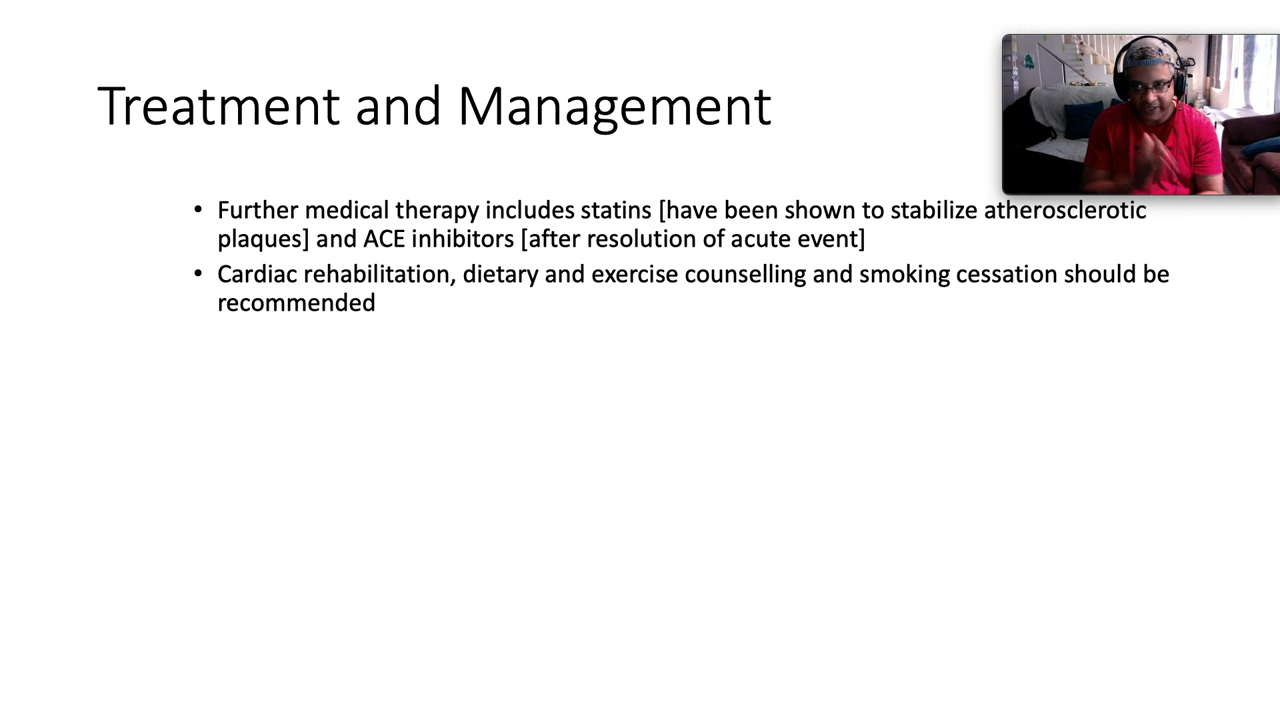 Treatment and Management
• Further medical therapy includes statins [have been shown to stabilize atherosclerotic
plaques] and ACE inhibitors [after resolution of acute event]
• Cardiac rehabilitation, dietary and exercise counselling and smoking cessation should be
recommended